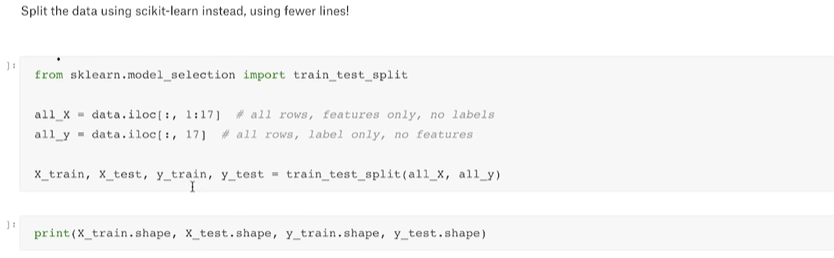 Split the data using scikit-learn instead, using fewer lines!
]:
from sklearn.model_selection import train_test_split
all_X = data.iloc[:, 1:17]  # all rows, features only, no labels
all_y = data.iloc[:, 17]  # all rows, label only, no features
X_train, X_test, y_train, y_test = train_test_split(all_X, all_y)
]:
print(X_train.shape, X_test.shape, y_train.shape, y_test.shape)